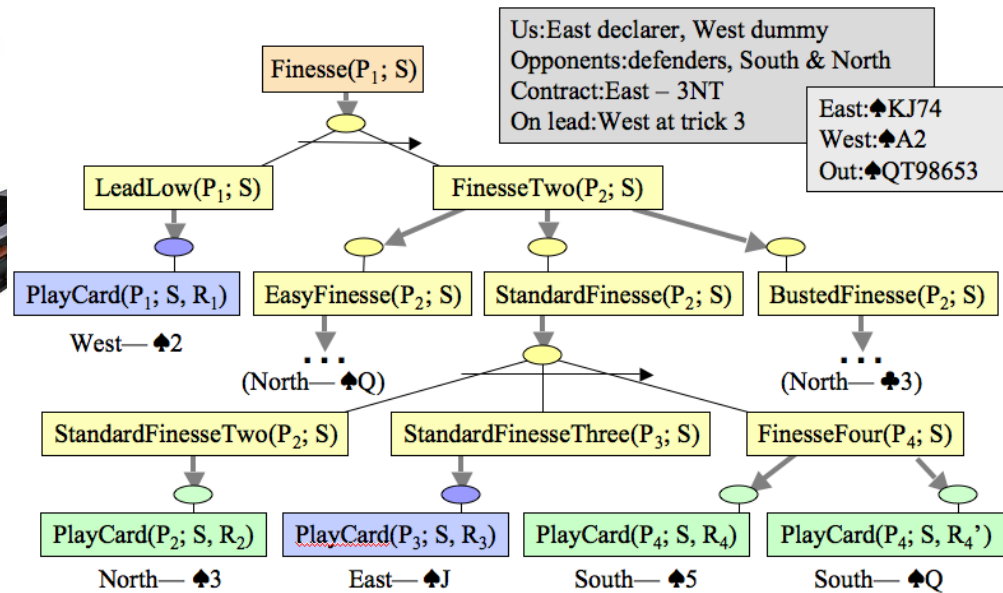 Us:East declarer, West dummy
Opponents:defenders, South & North
Contract:East – 3NT
On lead:West at trick 3
East:♠KJ74
West:♠A2
Out:♠QT98653
Finesse(P₁; S)
LeadLow(P₁; S)
FinesseTwo(P₂; S)
PlayCard(P₁; S, R₁)
EasyFinesse(P₂; S)
StandardFinesse(P₂; S)
BustedFinesse(P₂; S)
West— ♠2
...
(North— ♠Q)
...
(North— ♣3)
StandardFinesseTwo(P₂; S)
StandardFinesseThree(P₃; S)
FinesseFour(P₄; S)
PlayCard(P₂; S, R₂)
PlayCard(P₃; S, R₃)
PlayCard(P₄; S, R₄)
PlayCard(P₄; S, R₄’)
North— ♠3
East— ♠J
South— ♠5
South— ♠Q